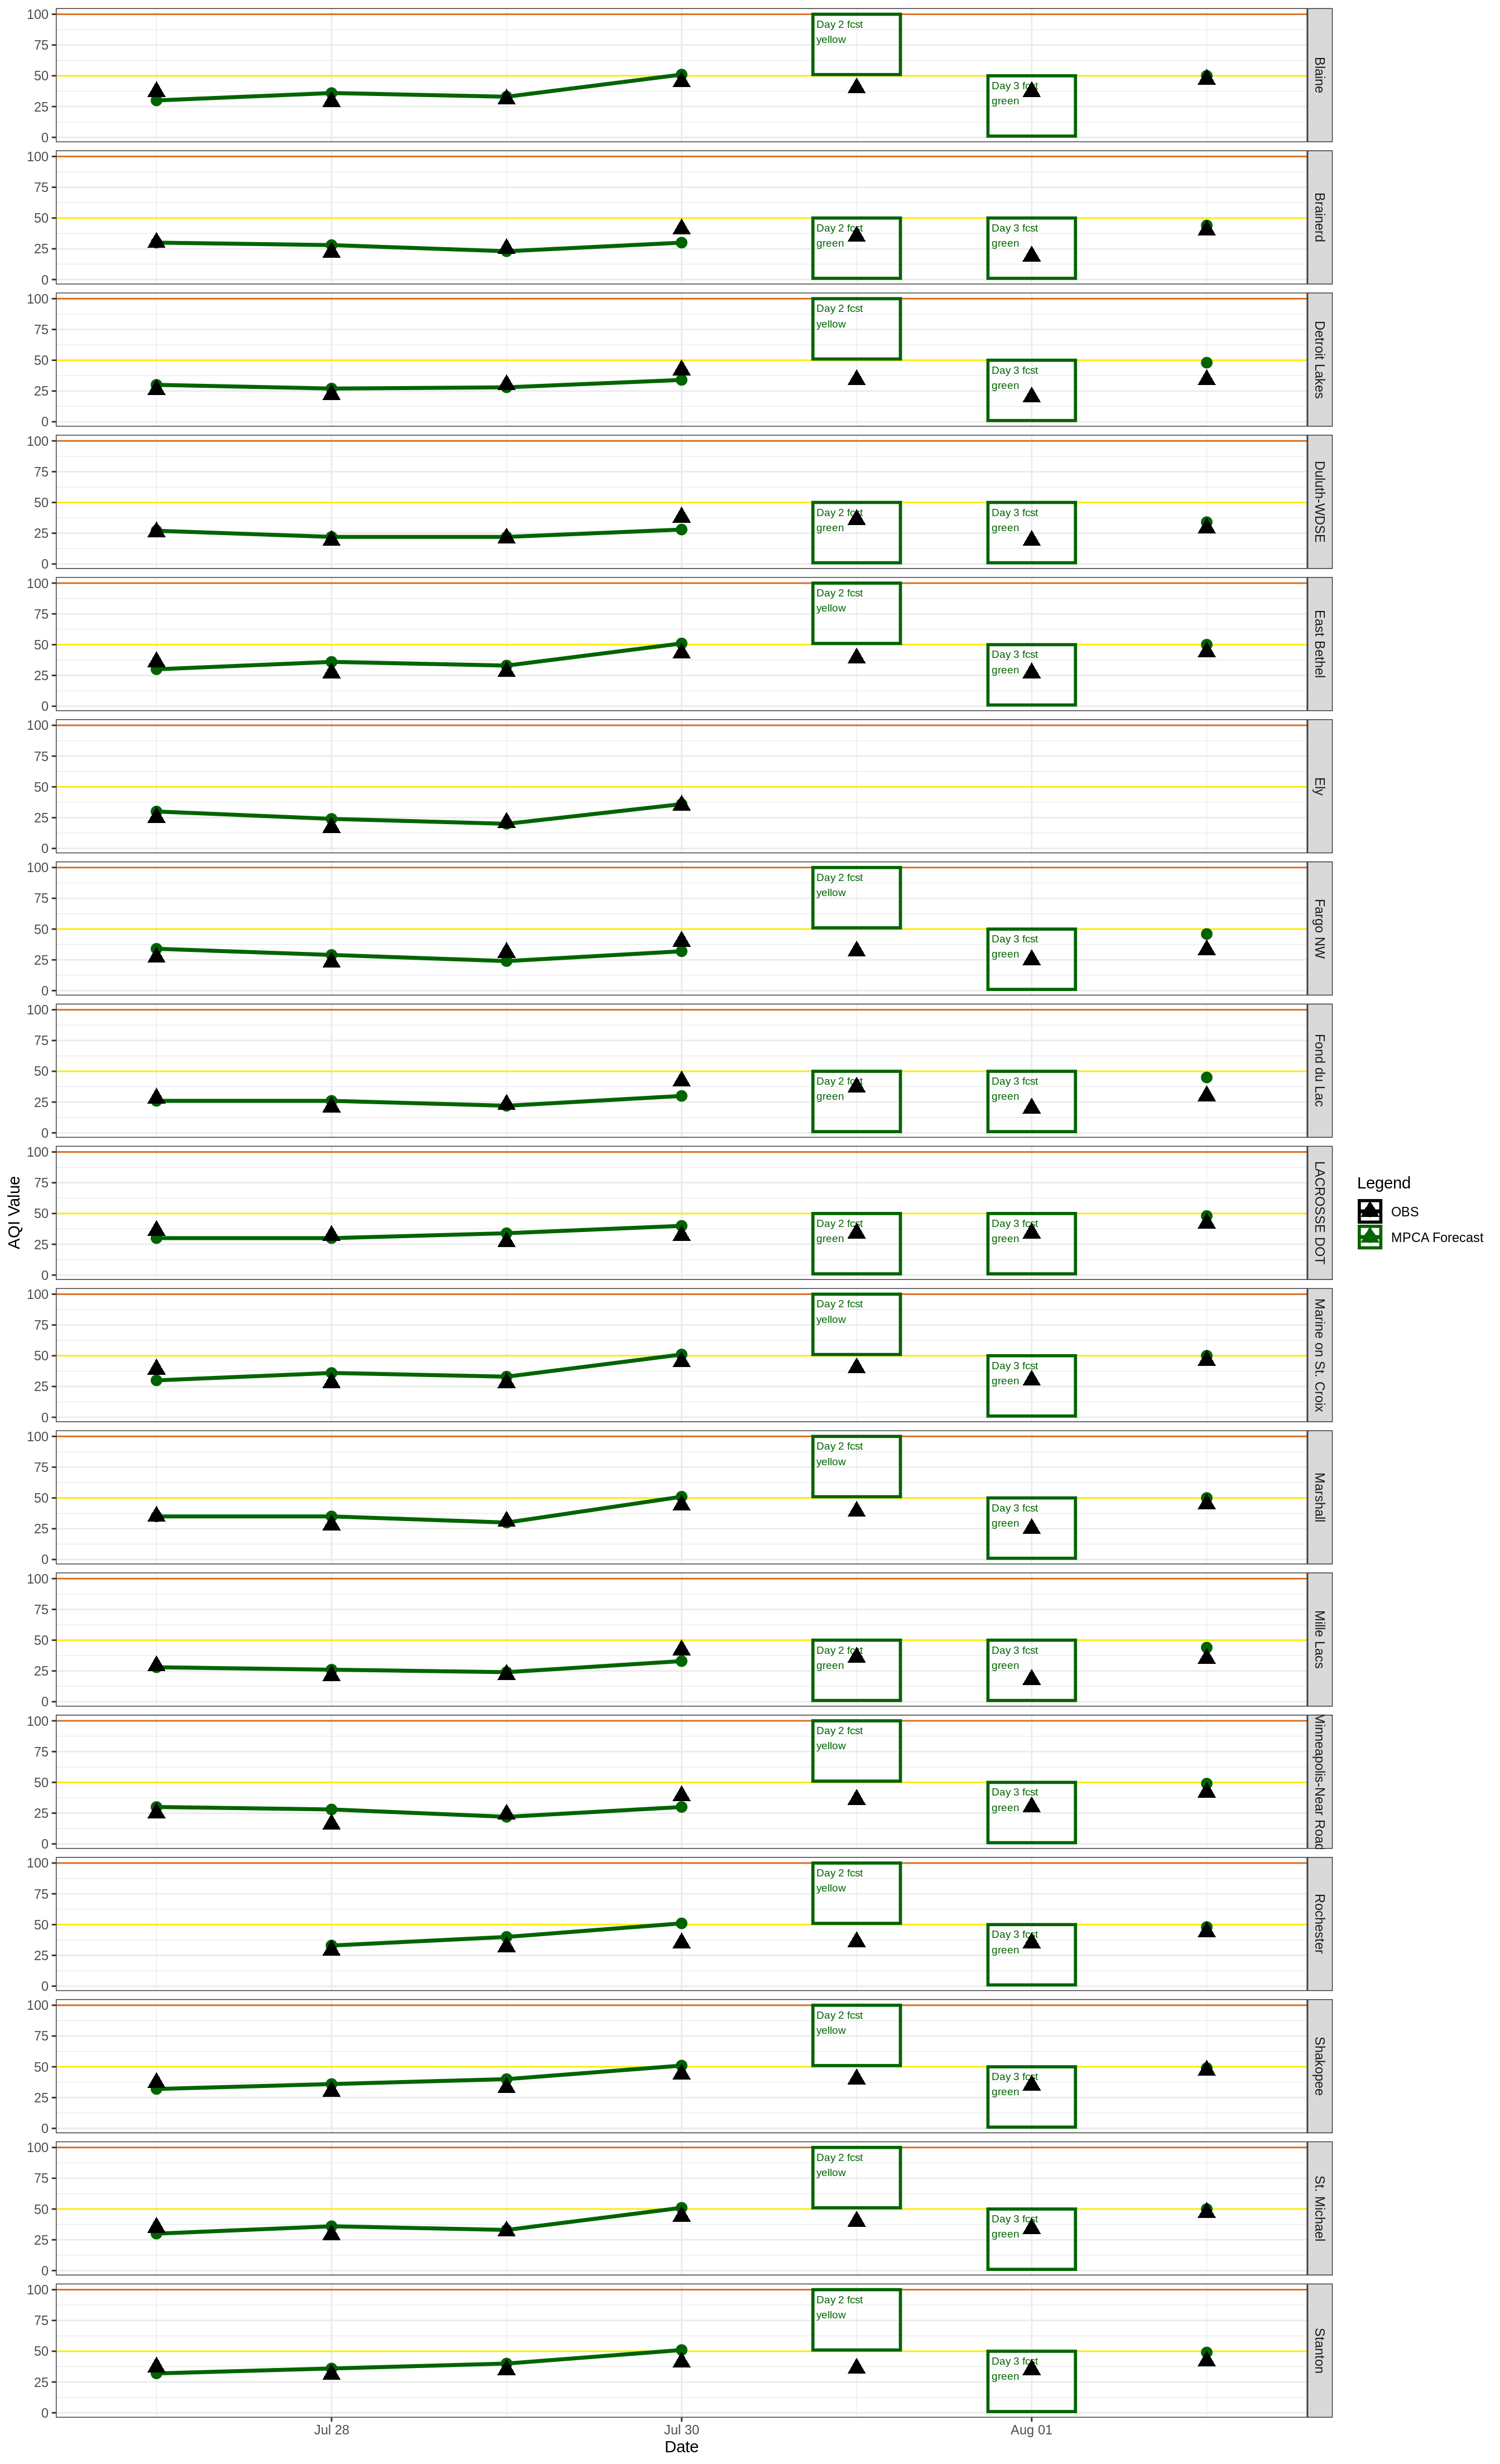 100
75
50
25
0
Day 2 fcst
yellow
Day 3 fcst
green
Blaine
100
75
50
25
0
Day 2 fcst
green
Day 3 fcst
green
Brainerd
100
75
50
25
0
Day 2 fcst
yellow
Day 3 fcst
green
Detroit Lakes
100
75
50
25
0
Day 2 fcst
green
Day 3 fcst
green
Duluth-WDSE
100
75
50
25
0
Day 2 fcst
yellow
Day 3 fcst
green
East Bethel
100
75
50
25
0
Ely
100
75
50
25
0
Day 2 fcst
yellow
Day 3 fcst
green
Fargo NW
100
75
50
25
0
Day 2 fcst
green
Day 3 fcst
green
Fond du Lac
100
75
50
25
0
Day 2 fcst
green
Day 3 fcst
green
LACROSSE DOT
100
75
50
25
0
Day 2 fcst
yellow
Day 3 fcst
green
Marine on St. Croix
100
75
50
25
0
Day 2 fcst
yellow
Day 3 fcst
green
Marshall
100
75
50
25
0
Day 2 fcst
green
Day 3 fcst
green
Mille Lacs
100
75
50
25
0
Day 2 fcst
yellow
Day 3 fcst
green
Minneapolis-Near Road
100
75
50
25
0
Day 2 fcst
yellow
Day 3 fcst
green
Rochester
100
75
50
25
0
Day 2 fcst
yellow
Day 3 fcst
green
Shakopee
100
75
50
25
0
Day 2 fcst
yellow
Day 3 fcst
green
St. Michael
100
75
50
25
0
Day 2 fcst
yellow
Day 3 fcst
green
Stanton
Jul 28
Jul 30
Aug 01
Date
AQI Value
Legend
OBS
MPCA Forecast